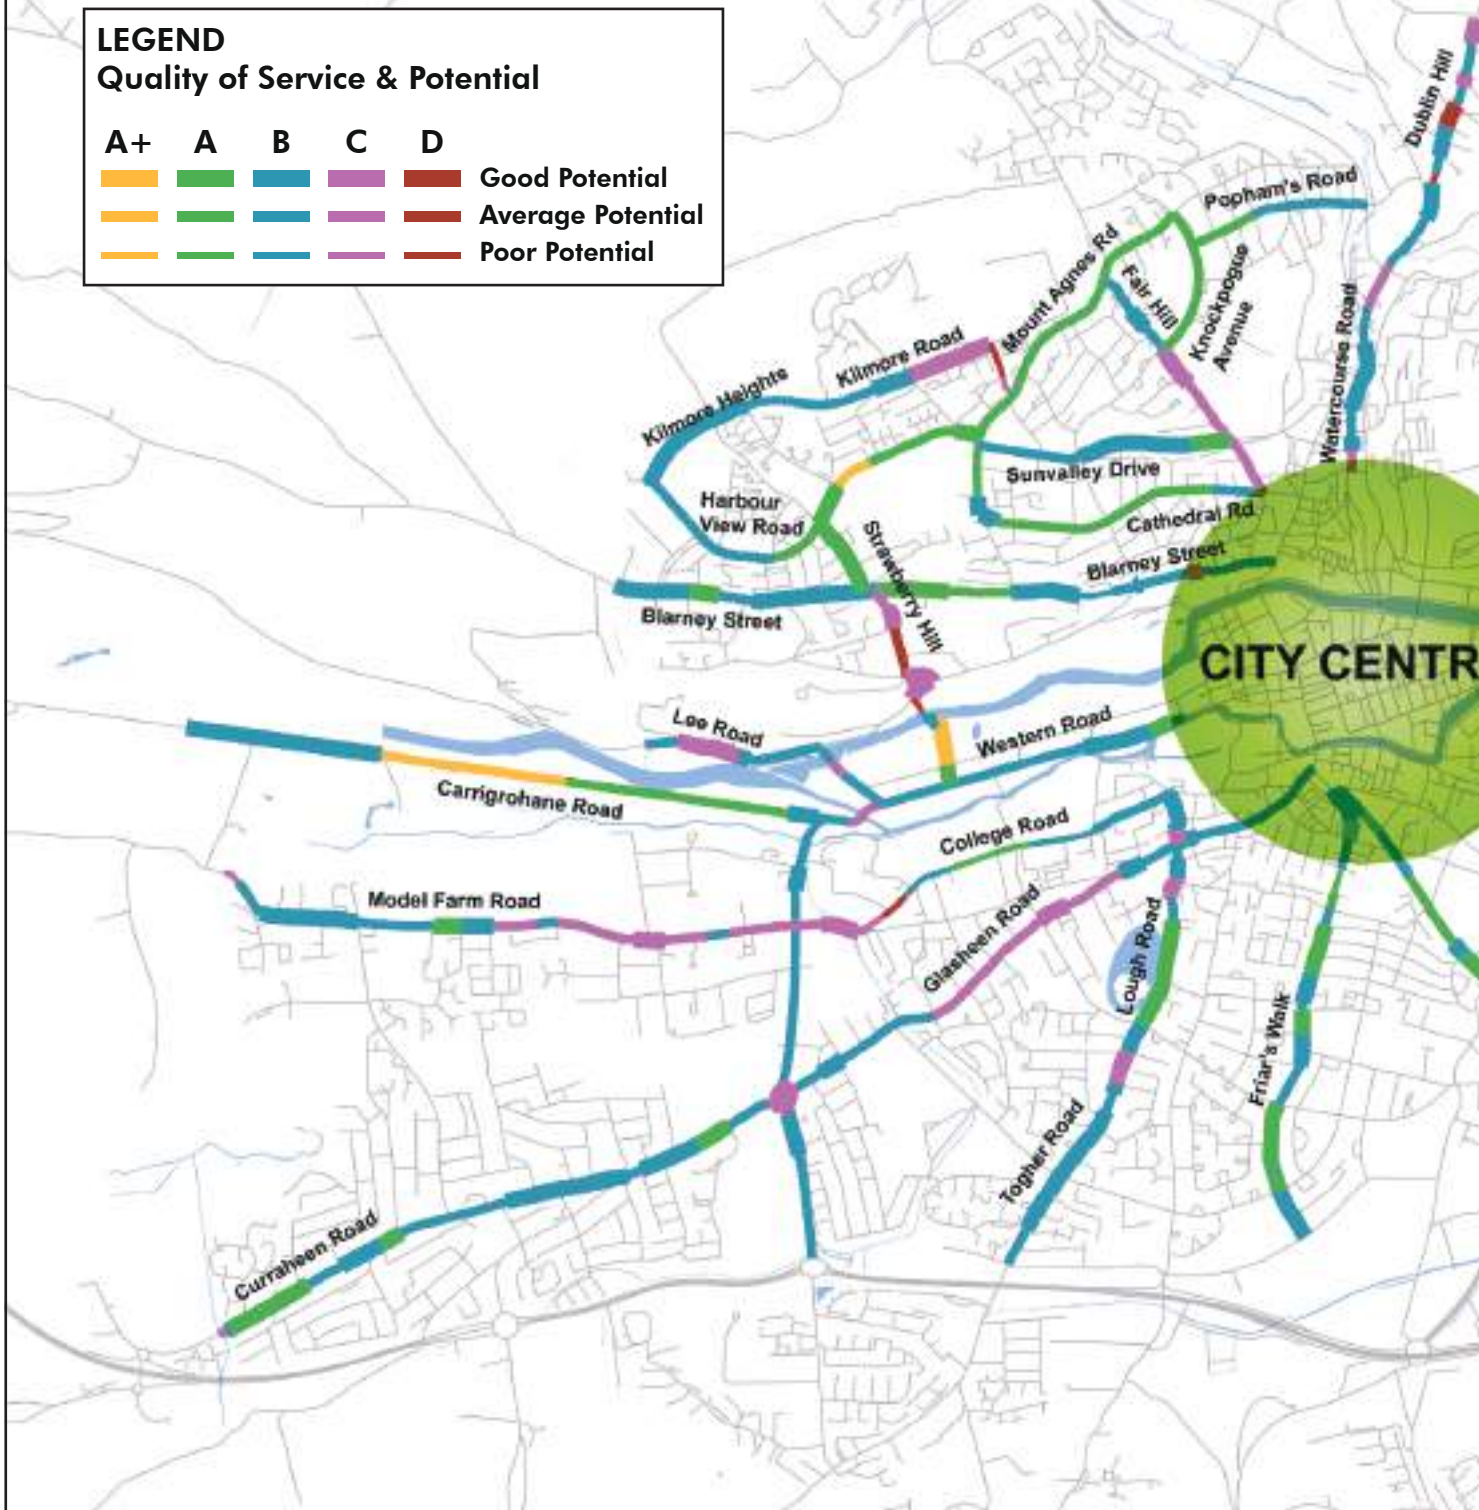 LEGEND
Quality of Service & Potential
A+ A B C D
Good Potential
Average Potential
Poor Potential
Dublin Hill
Popham's Road
Mount Agnes Rd
Fair Hill
Knockpogue
Avenue
Watercourse Road
Kilmore Road
Kilmore Heights
Sunvalley Drive
Harbour
View Road
Cathedral Rd
Strawberry Hill
Blarney Street
Blarney Street
CITY CENTR
Lee Road
Western Road
Carrigrohane Road
College Road
Model Farm Road
Glasheen Road
Lough Road
Friar's Walk
Togher Road
Curraheen Road